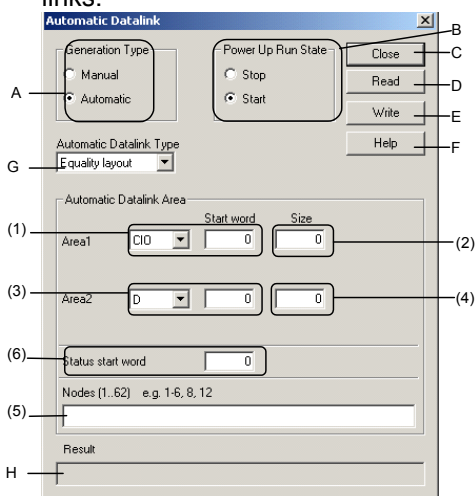 links.
Automatic Datalink
B
Generation Type
Power Up Run State
Close
C
Manual
Stop
Read
D
A
Automatic
Start
Write
E
Automatic Datalink Type
Help
F
G
Equality layout
Automatic Datalink Area
Start word
Size
(1)
Area1
CIO
0
0
(2)
(3)
Area2
D
0
0
(4)
(6)
Status start word
0
Nodes (1..62) e.g. 1-6, 8, 12
(5)
Result
H